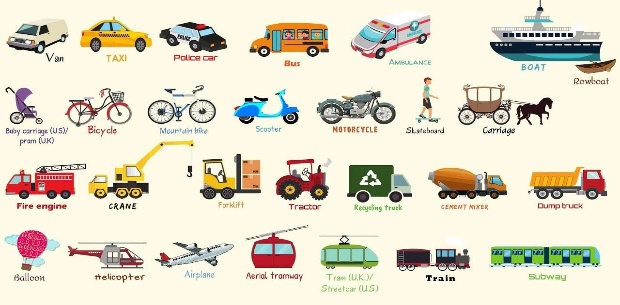 Van
TAXI
Police car
Bus
AMBULANCE
BOAT
Rowboat
Baby carriage (U.S)/
pram (U.K)
Bicycle
Mountain bike
Scooter
MOTORCYCLE
Skateboard
Carriage
Fire engine
CRANE
Forklift
Tractor
Recycling truck
CEMENT MIXER
Dump truck
Balloon
Helicopter
Airplane
Aerial tramway
Tram (U.K.)/
Streetcar (U.S)
Train
Subway